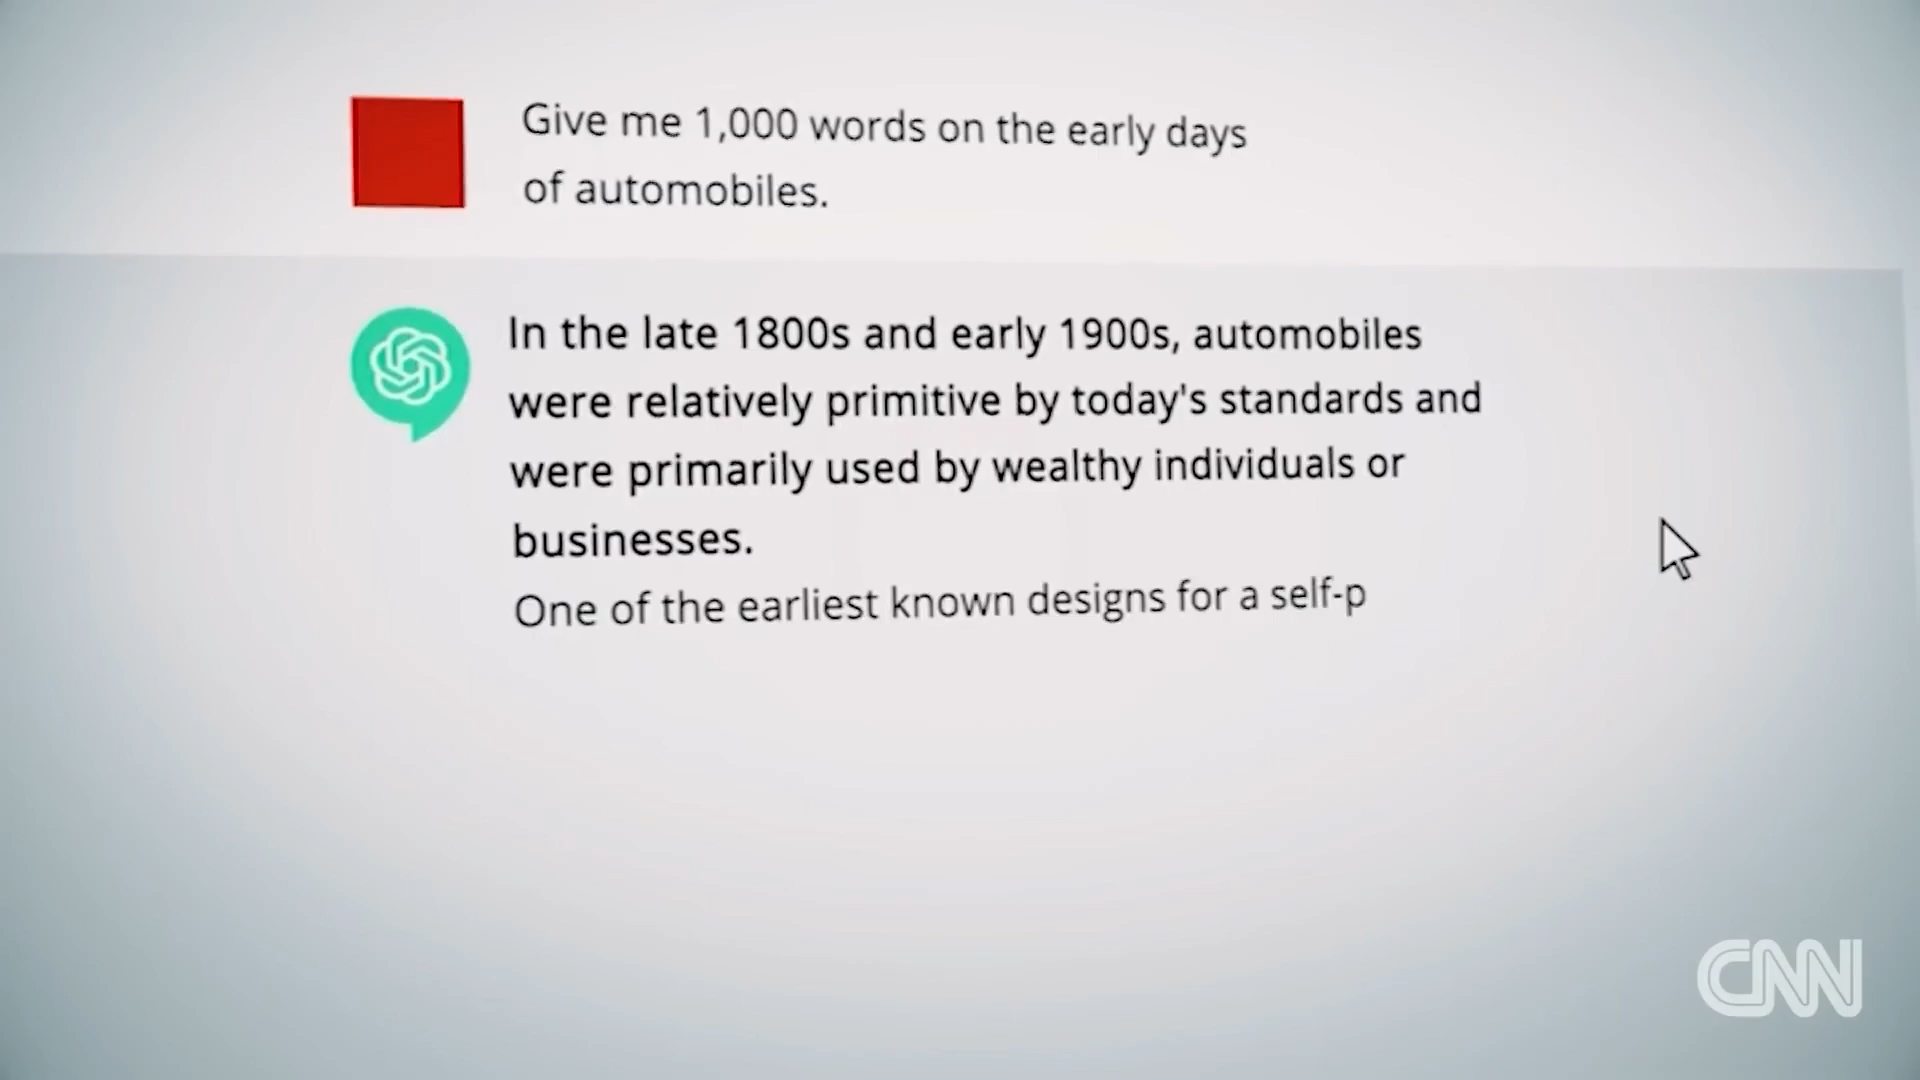 Give me 1,000 words on the early days
of automobiles.
In the late 1800s and early 1900s, automobiles
were relatively primitive by today's standards and
were primarily used by wealthy individuals or
businesses.
One of the earliest known designs for a self-p
CNN